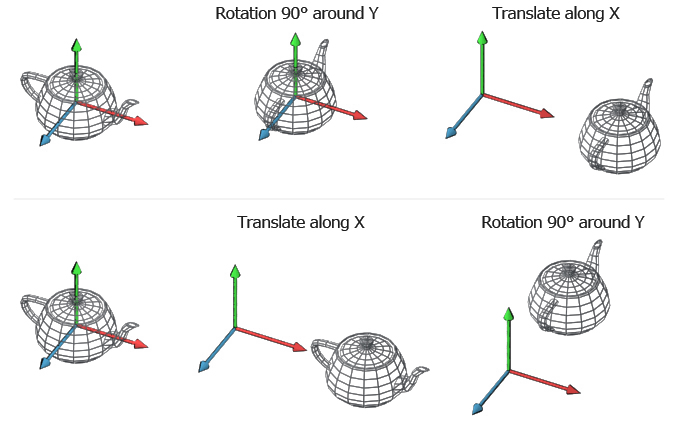 Rotation 90° around Y
Translate along X
Translate along X
Rotation 90° around Y